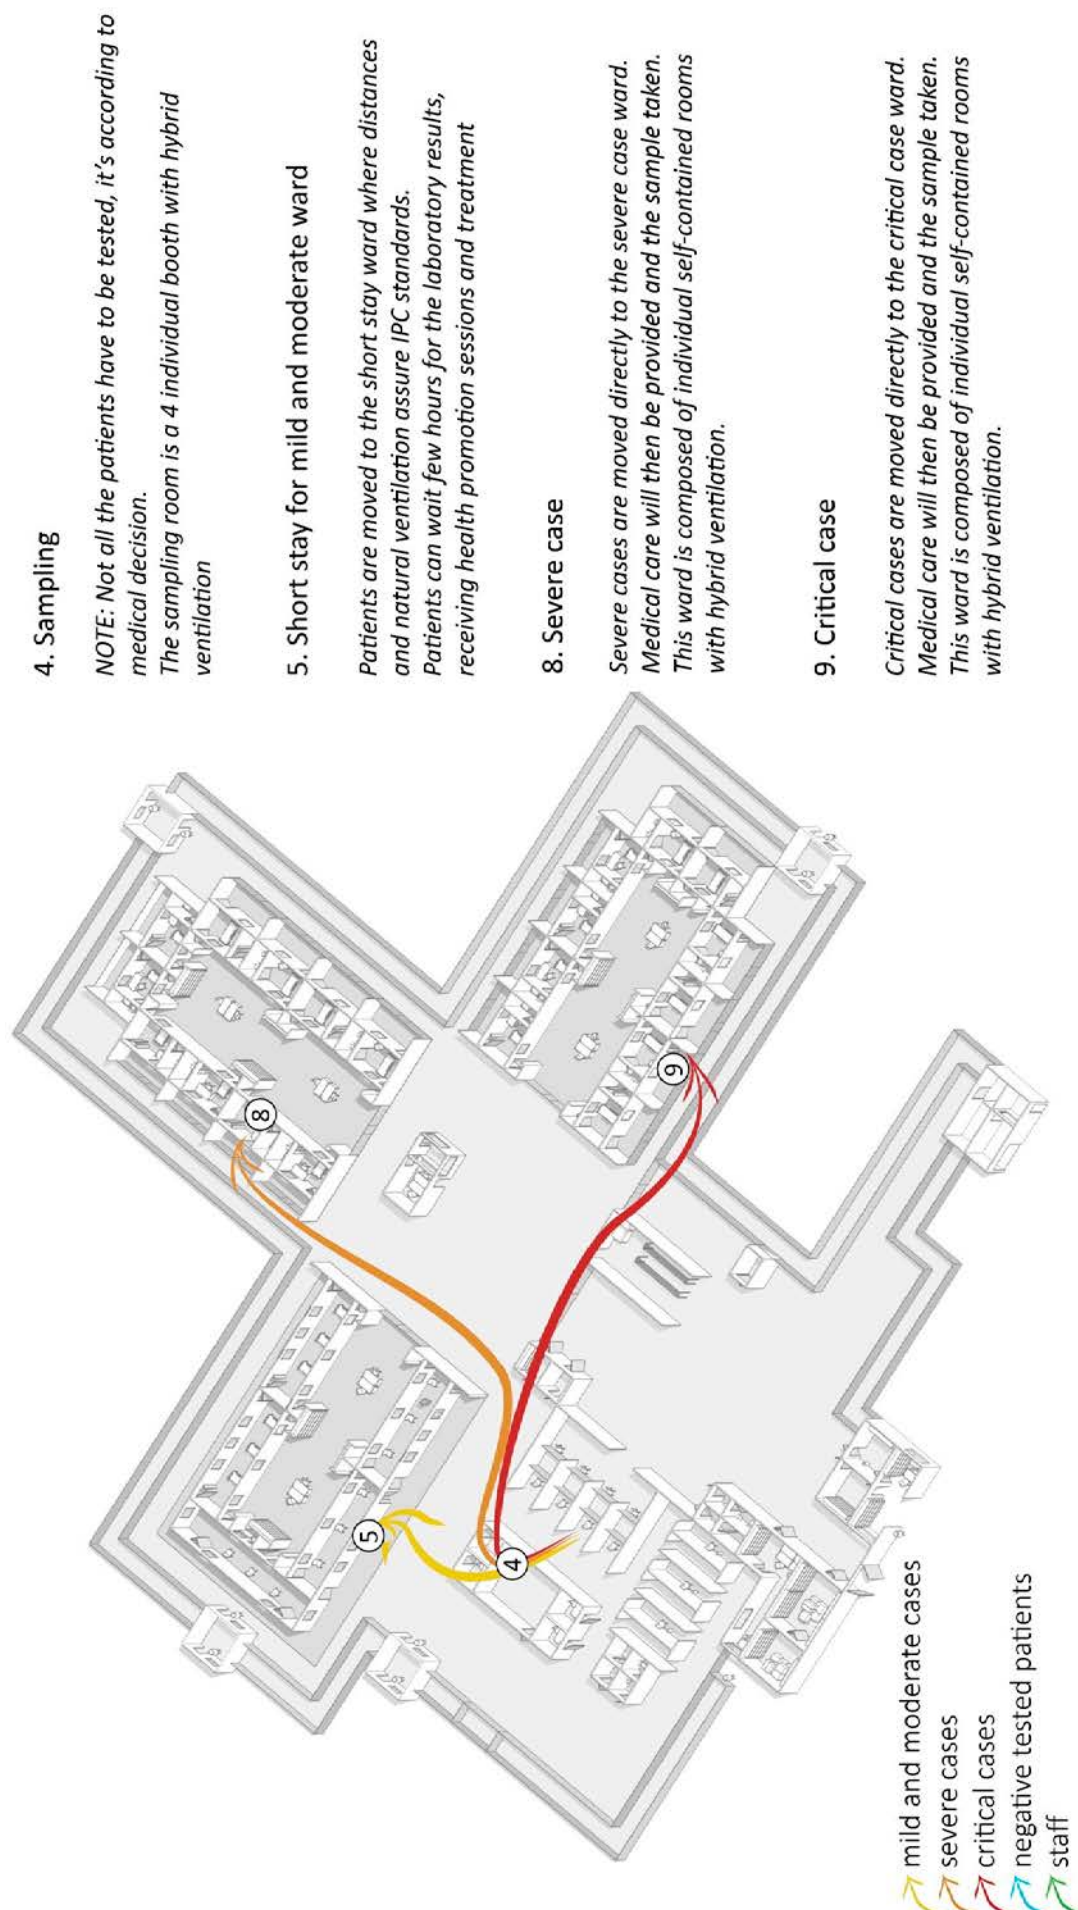 4. Sampling
NOTE: Not all the patients have to be tested, it's according to
medical decision.
The sampling room is a 4 individual booth with hybrid
ventilation
5. Short stay for mild and moderate ward
Patients are moved to the short stay ward where distances
and natural ventilation assure IPC standards.
Patients can wait few hours for the laboratory results,
receiving health promotion sessions and treatment
8. Severe case
Severe cases are moved directly to the severe case ward.
Medical care will then be provided and the sample taken.
This ward is composed of individual self-contained rooms
with hybrid ventilation.
9. Critical case
Critical cases are moved directly to the critical case ward.
Medical care will then be provided and the sample taken.
This ward is composed of individual self-contained rooms
with hybrid ventilation.
5
8
4
9
mild and moderate cases
severe cases
critical cases
negative tested patients
staff